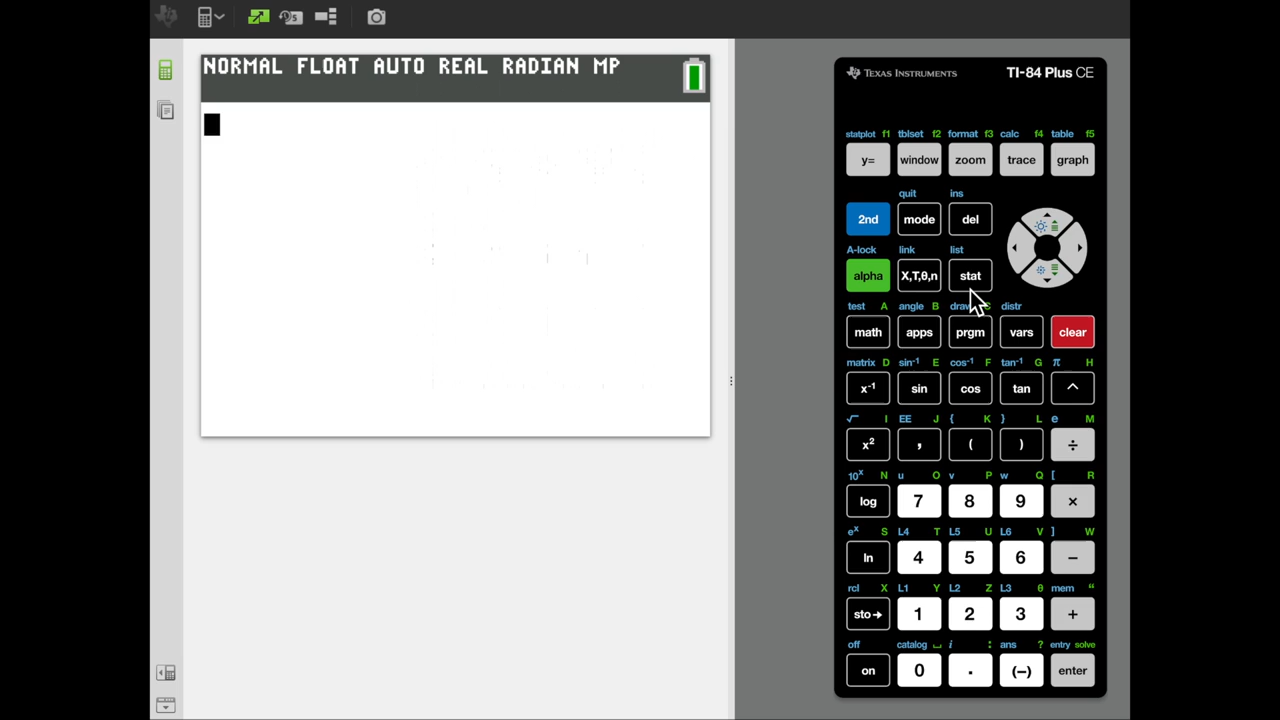 NORMAL FLOAT AUTO REAL RADIAN MP
TEXAS INSTRUMENTS TI-84 Plus CE
statplot f1 tblset f2 format f3 calc f4 table f5
y= window zoom trace graph
quit ins
2nd mode del
A-lock link list
alpha X,T,θ,n stat
test A angle B draw C distr
math apps prgm vars clear
matrix D sin⁻¹ E cos⁻¹ F tan⁻¹ G π H
x⁻¹ sin cos tan ^
√ I EE J { K } L e M
x² , ( ) ÷
10ˣ N u O v P w Q [ R
log 7 8 9 ×
eˣ S L4 T L5 U L6 V ] W
ln 4 5 6 −
rcl X L1 Y L2 Z L3 θ mem “
sto→ 1 2 3 +
off catalog ␣ i : ans ? entry solve
on 0 . (−) enter